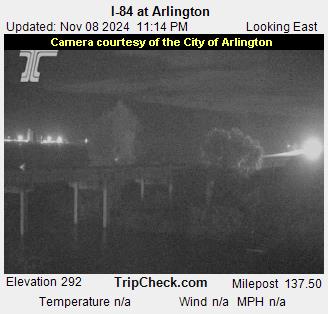 I-84 at Arlington
Updated: Nov 08 2024 11:14 PM Looking East
Camera courtesy of the City of Arlington
Elevation 292 TripCheck.com Milepost 137.50
Temperature n/a Wind n/a MPH n/a